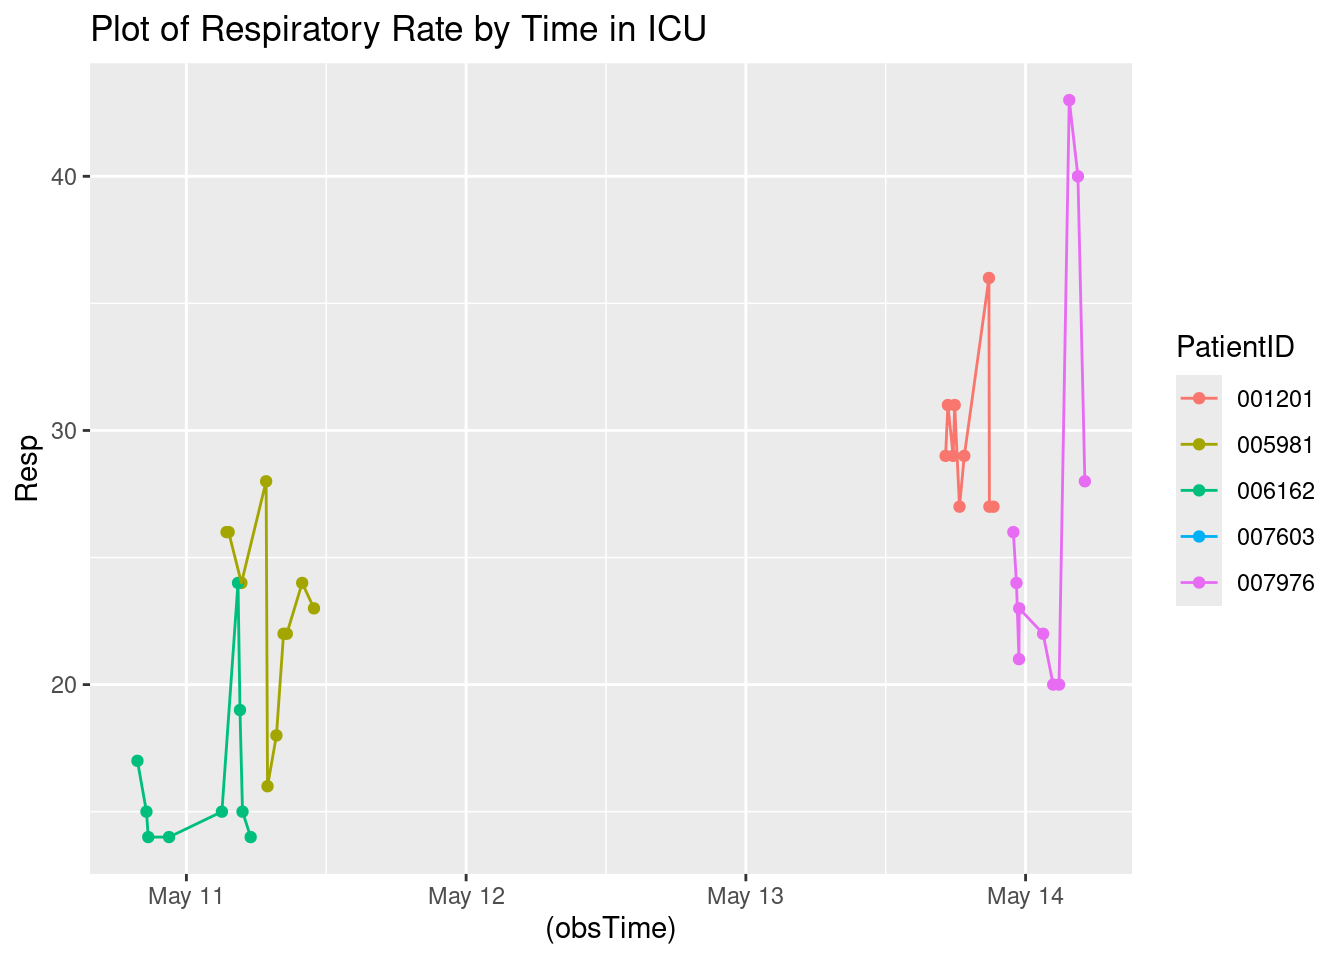 Plot of Respiratory Rate by Time in ICU
40
30
20
Resp
May 11
May 12
May 13
May 14
(obsTime)
PatientID
001201
005981
006162
007603
007976